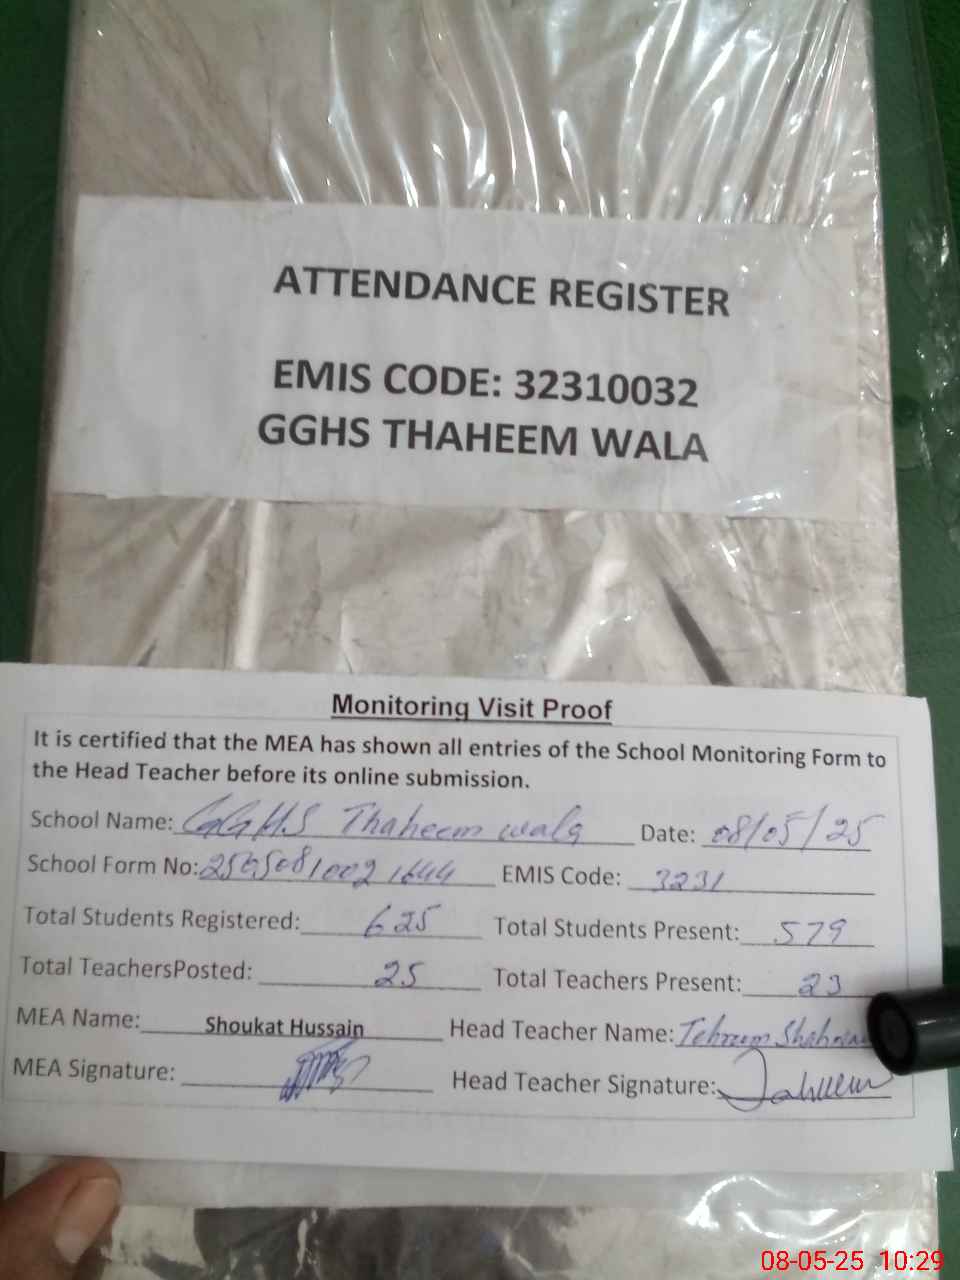 ATTENDANCE REGISTER
EMIS CODE: 32310032
GGHS THAHEEM WALA
Monitoring Visit Proof
It is certified that the MEA has shown all entries of the School Monitoring Form to
the Head Teacher before its online submission.
School Name: GGHS Thaheem wala Date: 08/05/25
School Form No: EMIS Code: 3231
Total Students Registered: 625 Total Students Present: 579
Total TeachersPosted: 25 Total Teachers Present: 23
MEA Name: Shoukat Hussain Head Teacher Name:
MEA Signature: Head Teacher Signature:
08-05-25 10:29